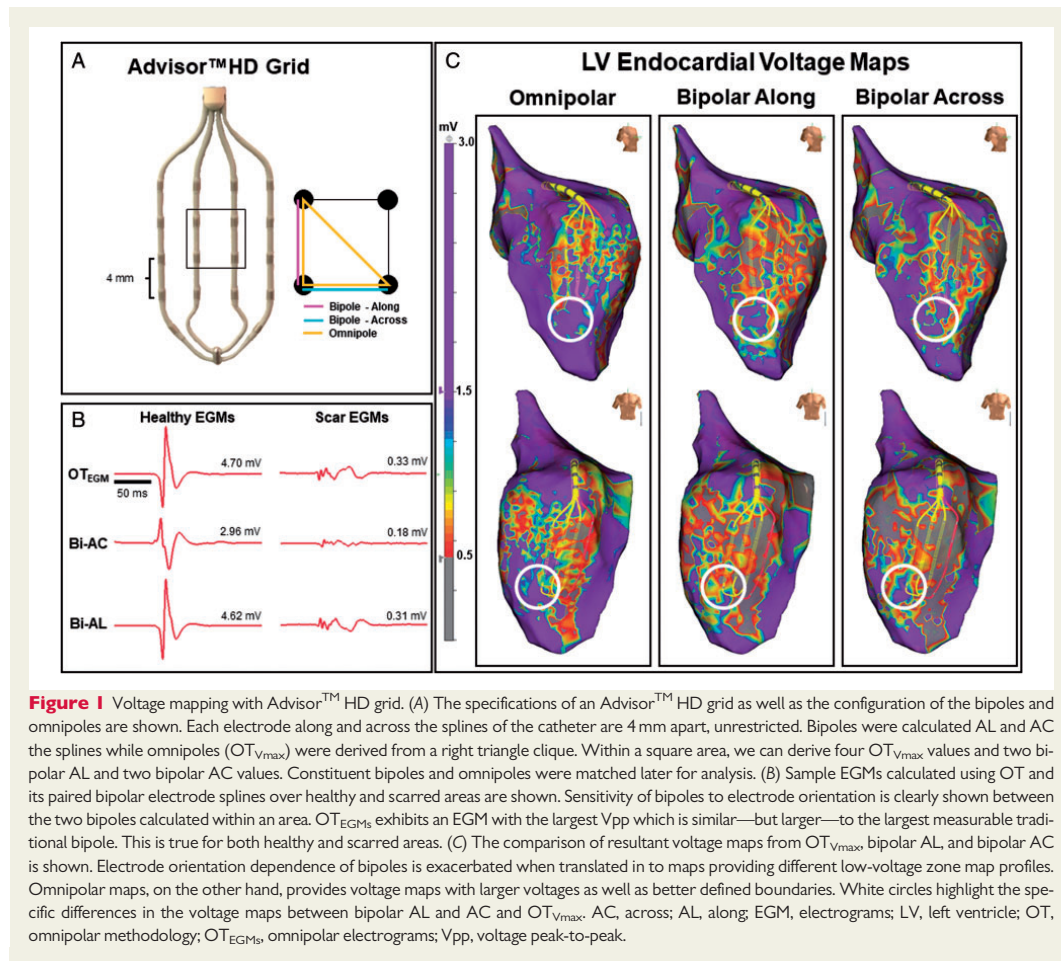 A
Advisor™HD Grid
4 mm
Bipole - Along
Bipole - Across
Omnipole
B
Healthy EGMs
Scar EGMs
OTEGM
4.70 mV
0.33 mV
50 ms
Bi-AC
2.96 mV
0.18 mV
Bi-AL
4.62 mV
0.31 mV
C
LV Endocardial Voltage Maps
Omnipolar
Bipolar Along
Bipolar Across
mV
3.0
1.5
0.5
Figure 1 Voltage mapping with Advisor™ HD grid. (A) The specifications of an Advisor™ HD grid as well as the configuration of the bipoles and
omnipoles are shown. Each electrode along and across the splines of the catheter are 4 mm apart, unrestricted. Bipoles were calculated AL and AC
the splines while omnipoles (OTVmax) were derived from a right triangle clique. Within a square area, we can derive four OTVmax values and two bi-
polar AL and two bipolar AC values. Constituent bipoles and omnipoles were matched later for analysis. (B) Sample EGMs calculated using OT and
its paired bipolar electrode splines over healthy and scarred areas are shown. Sensitivity of bipoles to electrode orientation is clearly shown between
the two bipoles calculated within an area. OTEGMs exhibits an EGM with the largest Vpp which is similar—but larger—to the largest measurable tradi-
tional bipole. This is true for both healthy and scarred areas. (C) The comparison of resultant voltage maps from OTVmax, bipolar AL, and bipolar AC
is shown. Electrode orientation dependence of bipoles is exacerbated when translated in to maps providing different low-voltage zone map profiles.
Omnipolar maps, on the other hand, provides voltage maps with larger voltages as well as better defined boundaries. White circles highlight the spe-
cific differences in the voltage maps between bipolar AL and AC and OTVmax. AC, across; AL, along; EGM, electrograms; LV, left ventricle; OT,
omnipolar methodology; OTEGMs, omnipolar electrograms; Vpp, voltage peak-to-peak.